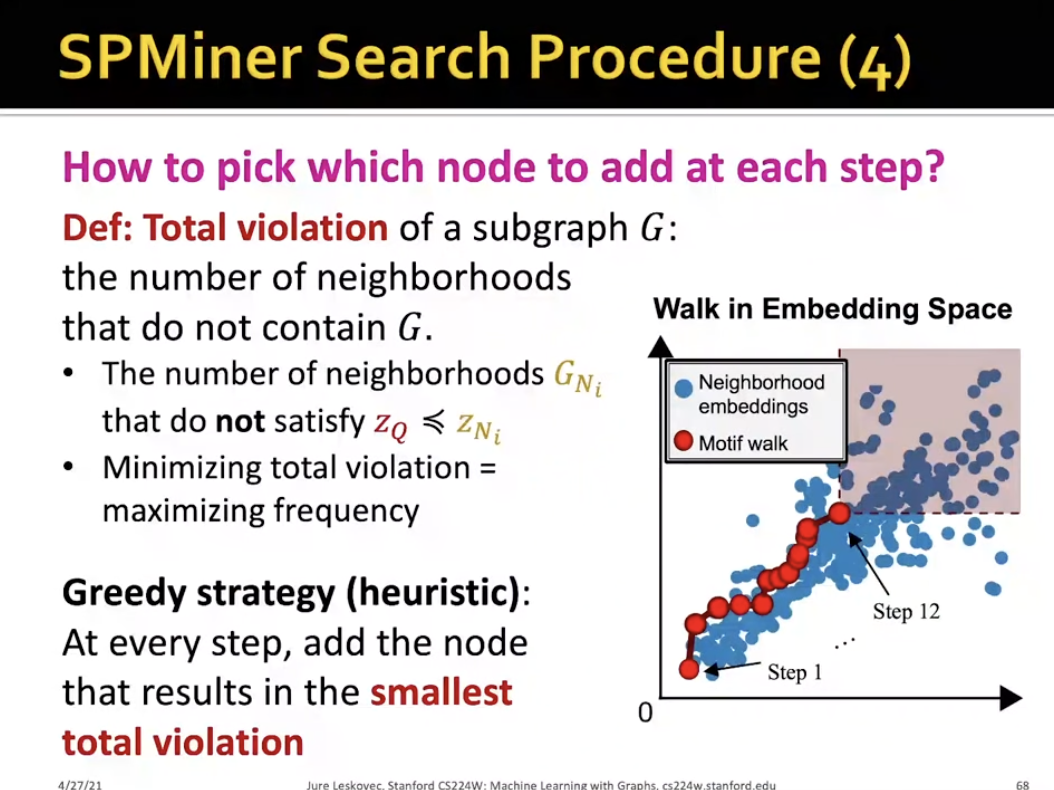 SPMiner Search Procedure (4)
How to pick which node to add at each step?
Def: Total violation of a subgraph G:
the number of neighborhoods
that do not contain G.
• The number of neighborhoods G_{N_i}
that do not satisfy z_Q ≼ z_{N_i}
• Minimizing total violation =
maximizing frequency
Greedy strategy (heuristic):
At every step, add the node
that results in the smallest
total violation
Walk in Embedding Space
Neighborhood
embeddings
Motif walk
Step 12
...
Step 1
0
4/27/21
Jure Leskovec, Stanford CS224W: Machine Learning with Graphs, cs224w.stanford.edu
68